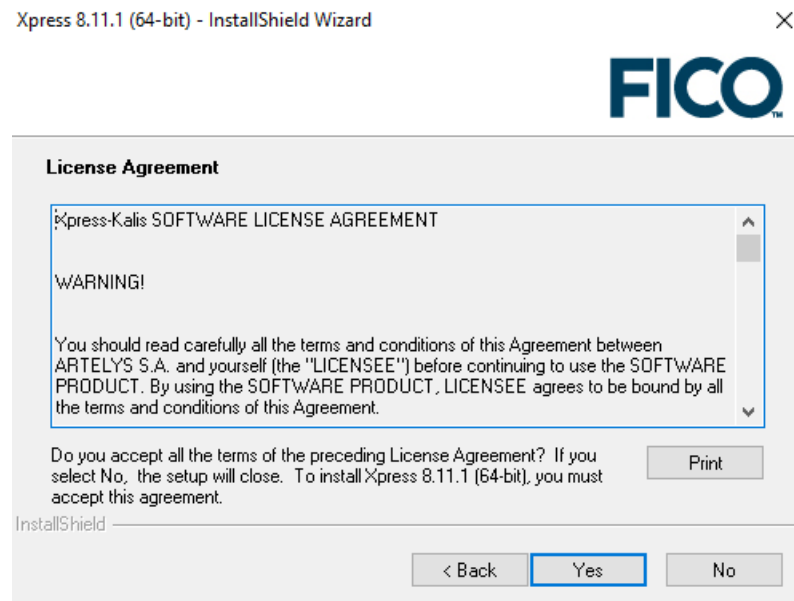 Xpress 8.11.1 (64-bit) - InstallShield Wizard
FICO™
License Agreement
Xpress-Kalis SOFTWARE LICENSE AGREEMENT
WARNING!
You should read carefully all the terms and conditions of this Agreement between
ARTELYS S.A. and yourself (the "LICENSEE") before continuing to use the SOFTWARE
PRODUCT. By using the SOFTWARE PRODUCT, LICENSEE agrees to be bound by all
the terms and conditions of this Agreement.
Do you accept all the terms of the preceding License Agreement? If you
select No, the setup will close. To install Xpress 8.11.1 (64-bit), you must
accept this agreement.
Print
InstallShield
< Back
Yes
No